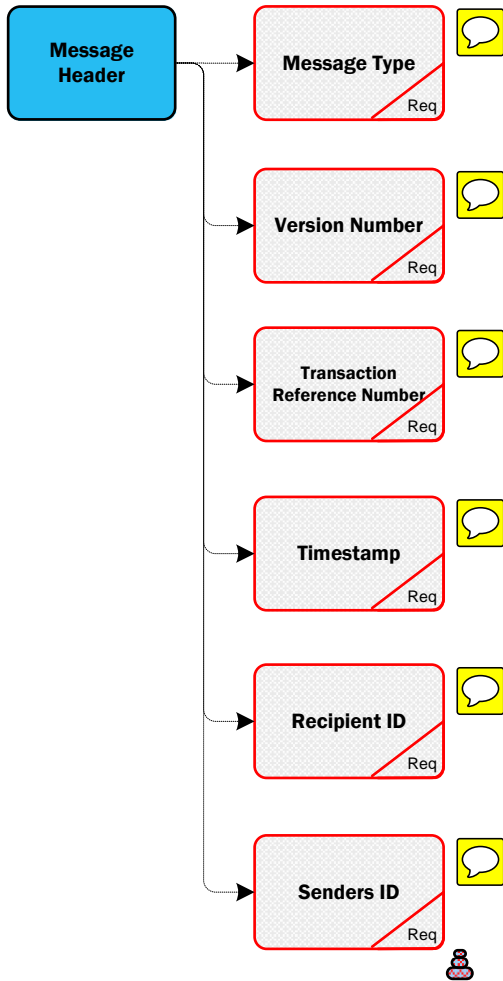 Message
Header
Message Type
Req
Version Number
Req
Transaction
Reference Number
Req
Timestamp
Req
Recipient ID
Req
Senders ID
Req